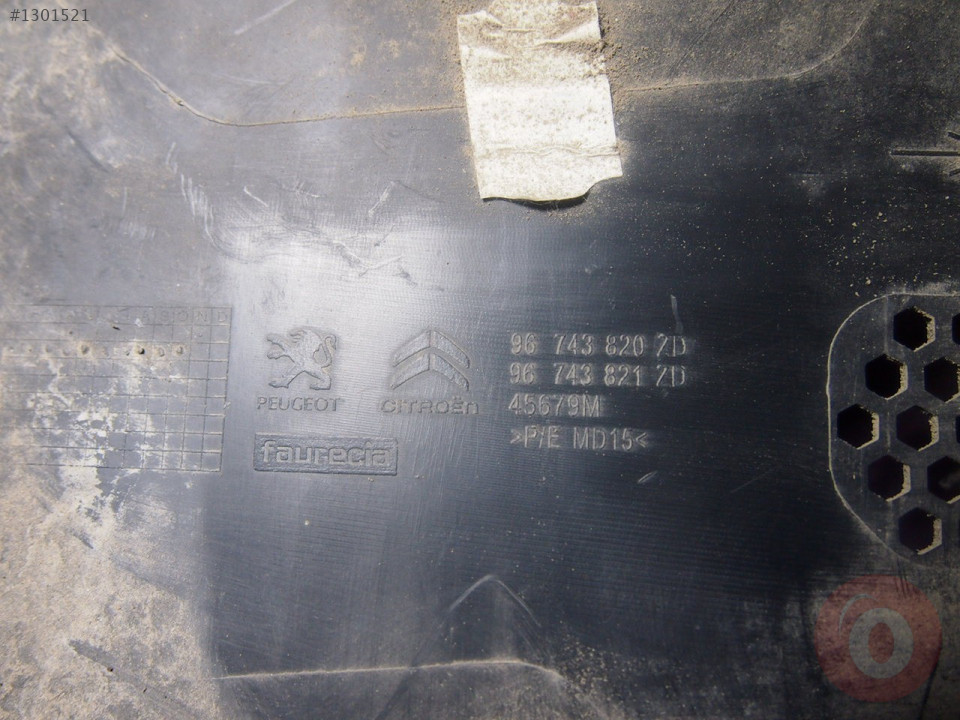 #1301521
O N D
PEUGEOT
CITROËN
faurecia
96 743 820 ZD
96 743 821 ZD
45679M
>P/E MD15<